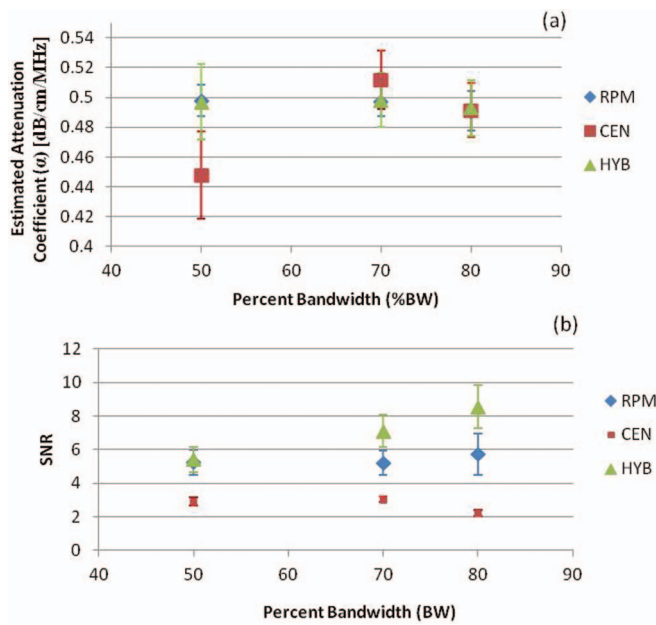 (a)
Estimated Attenuation
Coefficient (α) [dB/cm/MHz]
0.54
0.52
0.5
0.48
0.46
0.44
0.42
0.4
40 50 60 70 80 90
Percent Bandwidth (%BW)
RPM
CEN
HYB
(b)
SNR
12
10
8
6
4
2
0
40 50 60 70 80 90
Percent Bandwidth (BW)
RPM
CEN
HYB